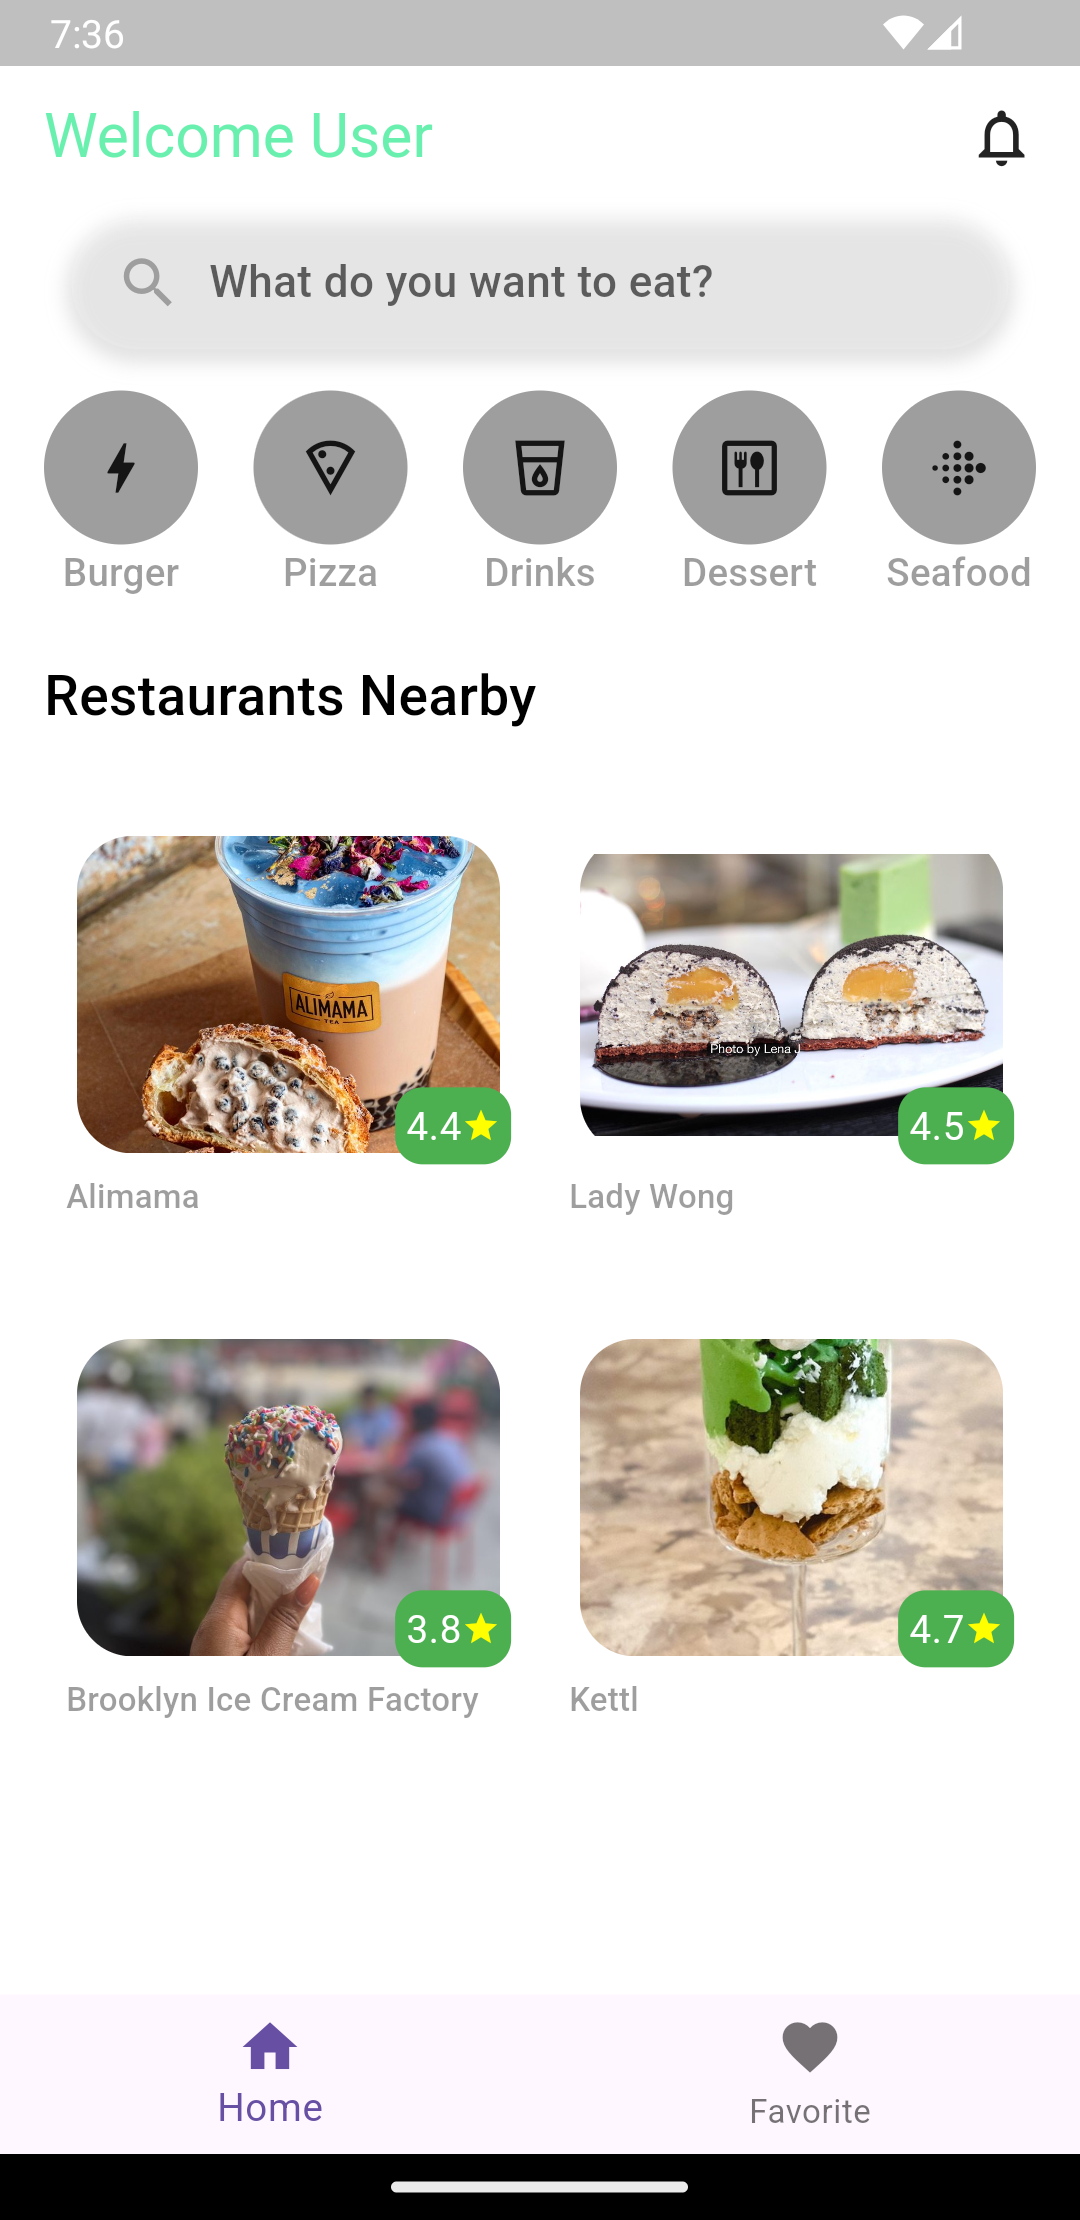 7:36
Welcome User
What do you want to eat?
Burger
Pizza
Drinks
Dessert
Seafood
Restaurants Nearby
ALIMAMA
TEA
4.4
Alimama
Photo by Lena J
4.5
Lady Wong
3.8
Brooklyn Ice Cream Factory
4.7
Kettl
Home
Favorite